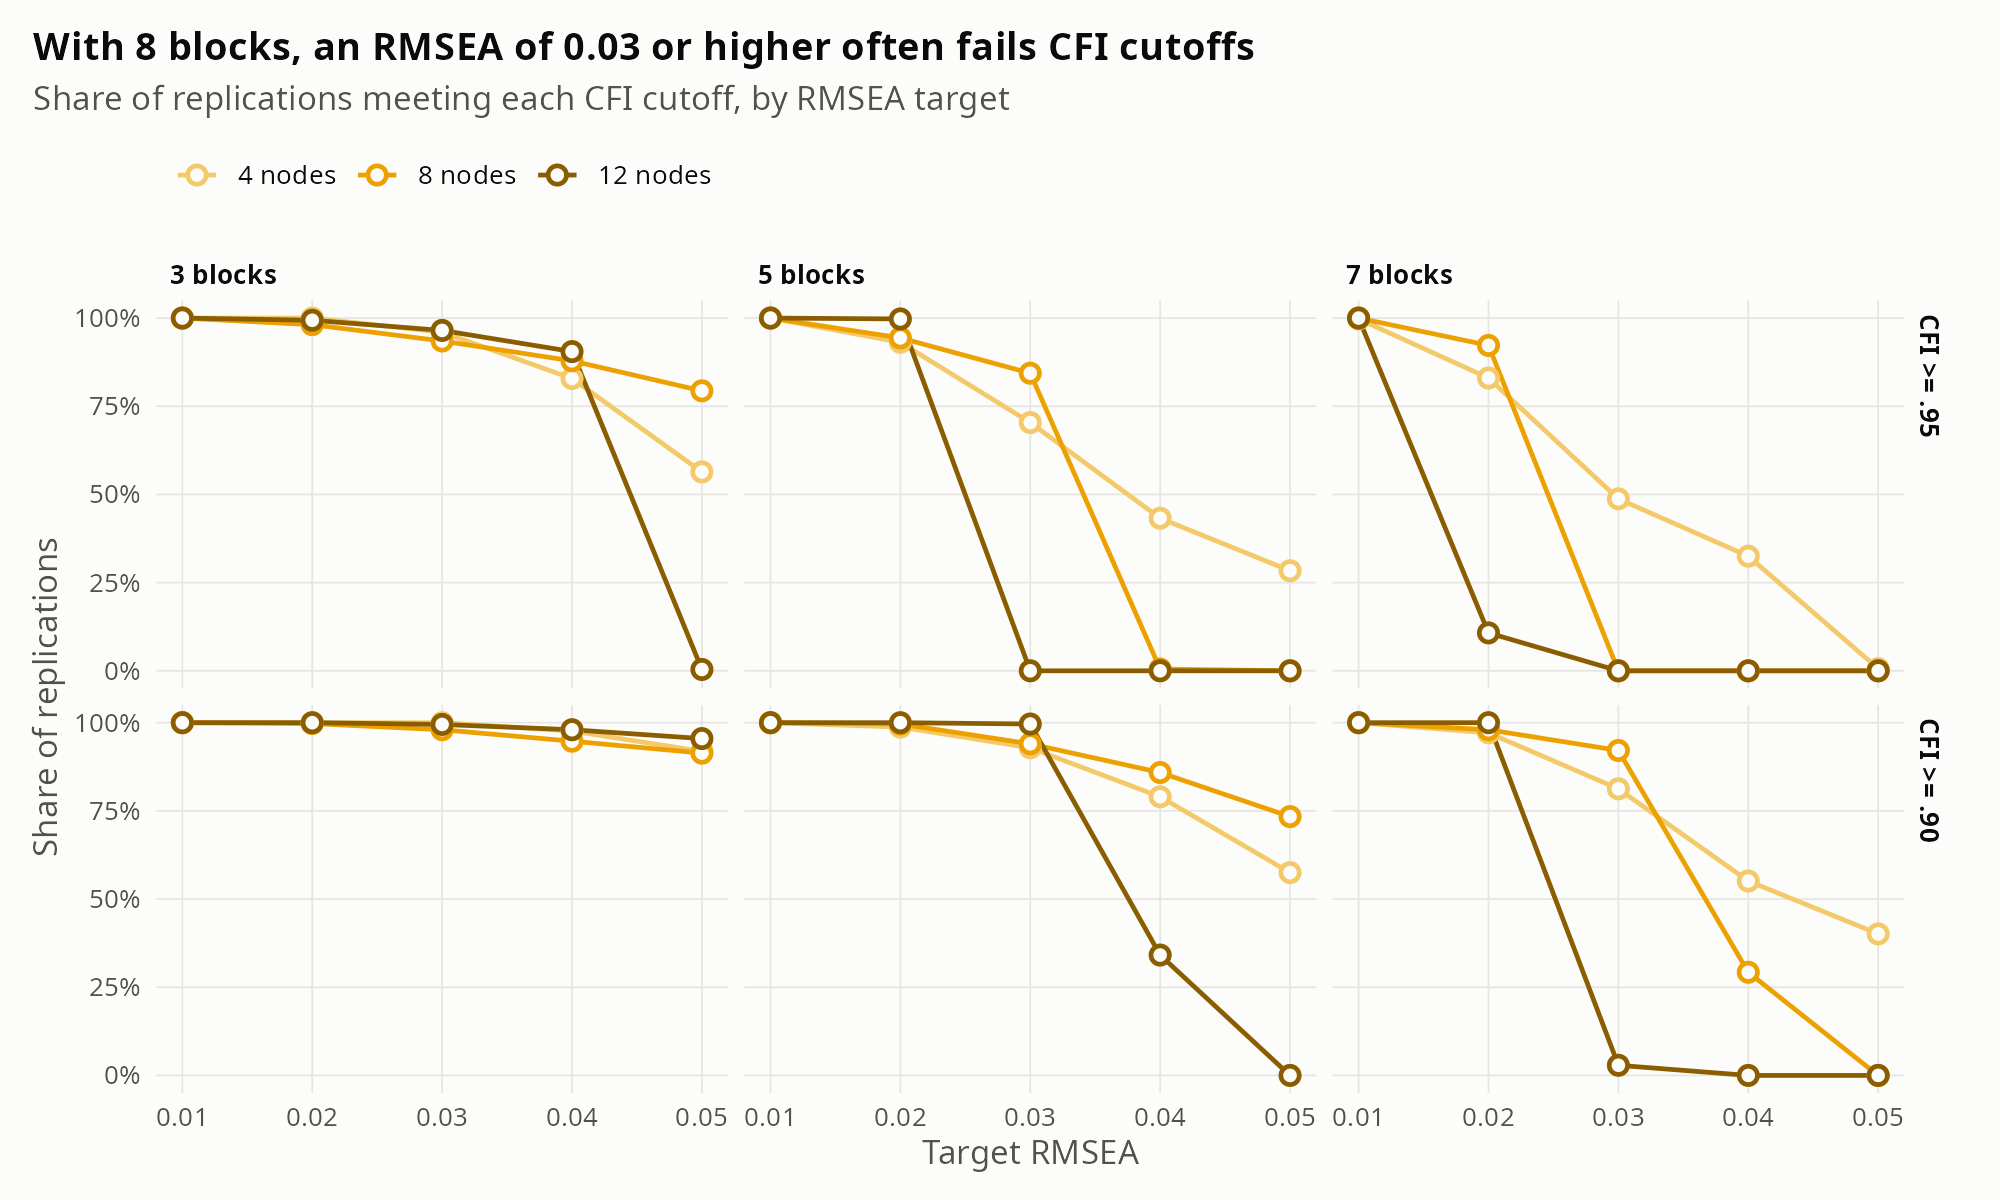 With 8 blocks, an RMSEA of 0.03 or higher often fails CFI cutoffs
Share of replications meeting each CFI cutoff, by RMSEA target
4 nodes 8 nodes 12 nodes
3 blocks 5 blocks 7 blocks
100%
75%
50%
25%
0%
CFI >= .95
100%
75%
50%
25%
0%
CFI >= .90
Share of replications
0.01 0.02 0.03 0.04 0.05 0.01 0.02 0.03 0.04 0.05 0.01 0.02 0.03 0.04 0.05
Target RMSEA